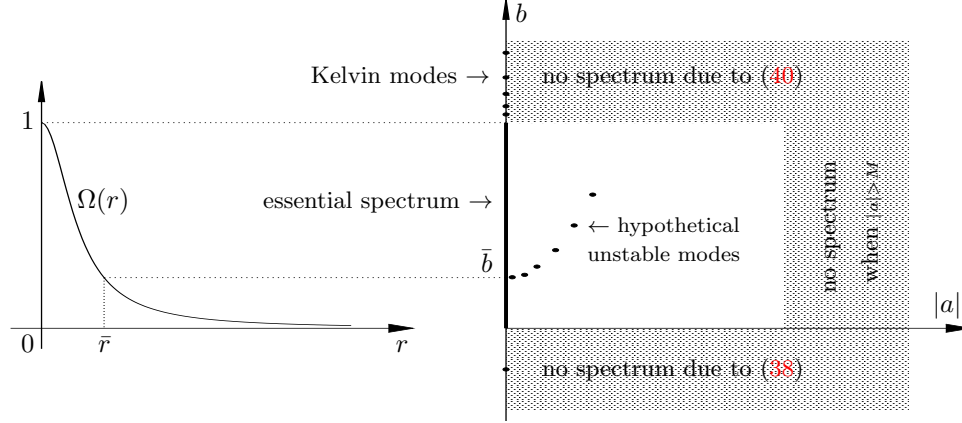 b
Kelvin modes →
no spectrum due to (40)
1
Ω(r)
no spectrum
when |a|>M
essential spectrum →
← hypothetical
unstable modes
b̄
|a|
0
r̄
r
no spectrum due to (38)